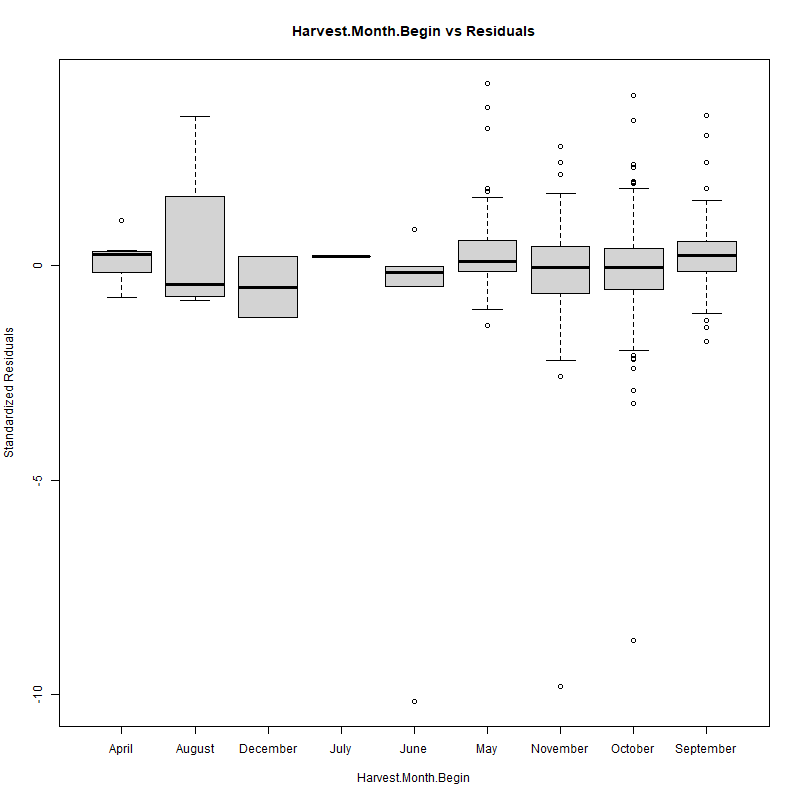 Harvest.Month.Begin vs Residuals
Standardized Residuals
0
-5
-10
April August December July June May November October September
Harvest.Month.Begin